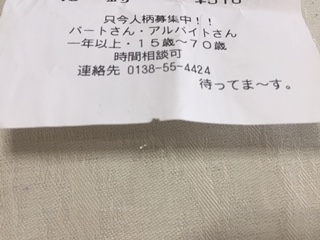 ¥310
只今人柄募集中！！
パートさん・アルバイトさん
一年以上・１５歳～７０歳
時間相談可
連絡先 0138-55-4424
待ってま～す。